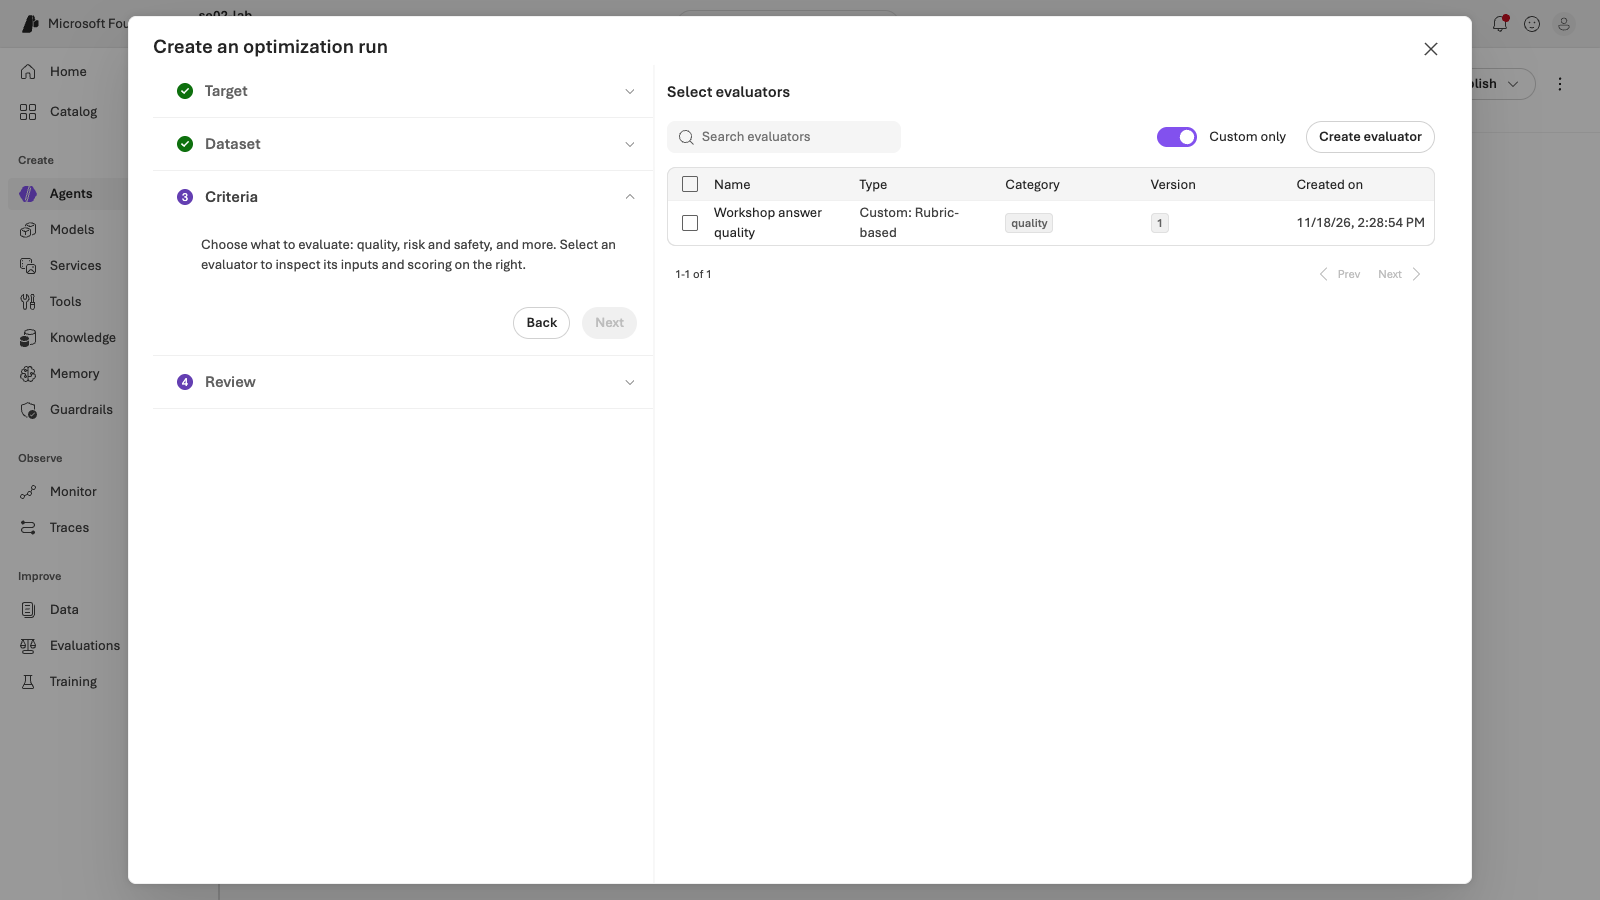 Microsoft Fou
Create an optimization run
Home
Catalog
Create
Agents
Models
Services
Tools
Knowledge
Memory
Guardrails
Observe
Monitor
Traces
Improve
Data
Evaluations
Training
Target
Dataset
3 Criteria
Choose what to evaluate: quality, risk and safety, and more. Select an
evaluator to inspect its inputs and scoring on the right.
Back Next
4 Review
Select evaluators
Search evaluators
Custom only
Create evaluator
Name Type Category Version Created on
Workshop answer quality Custom: Rubric-based quality 1 11/18/26, 2:28:54 PM
1-1 of 1
Prev Next
lish